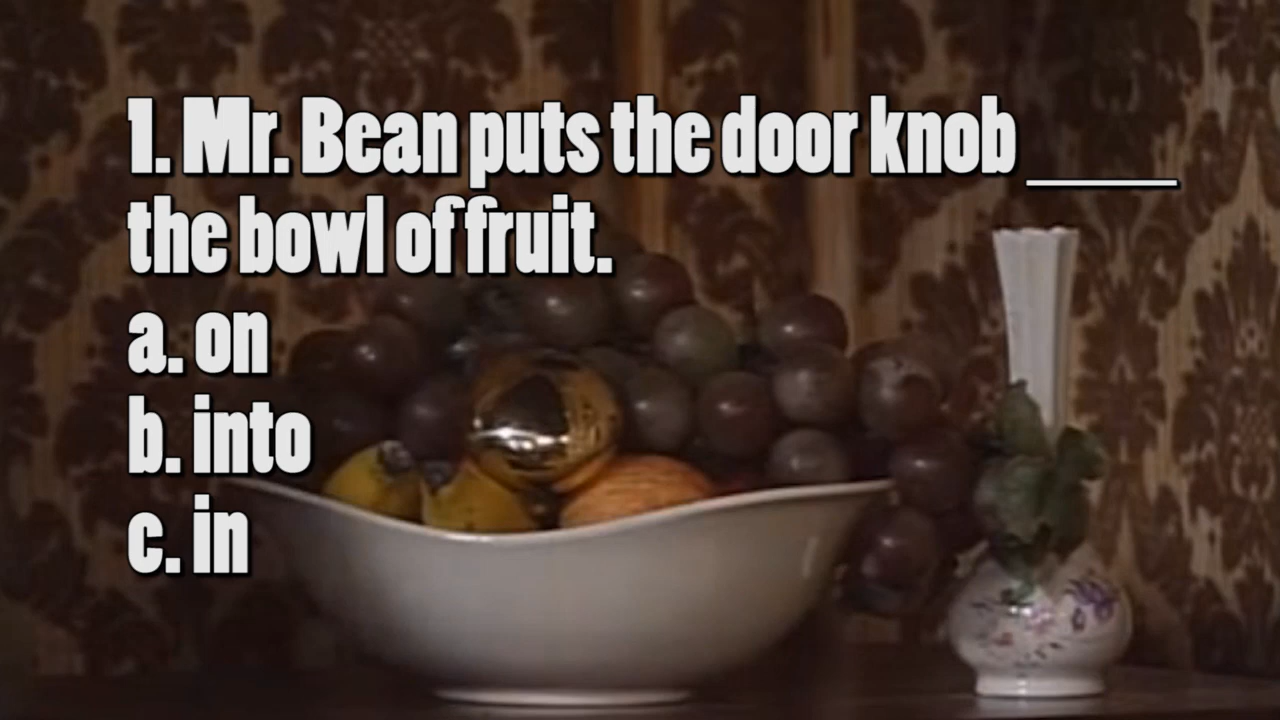 1. Mr. Bean puts the door knob ____
the bowl of fruit.
a. on
b. into
c. in